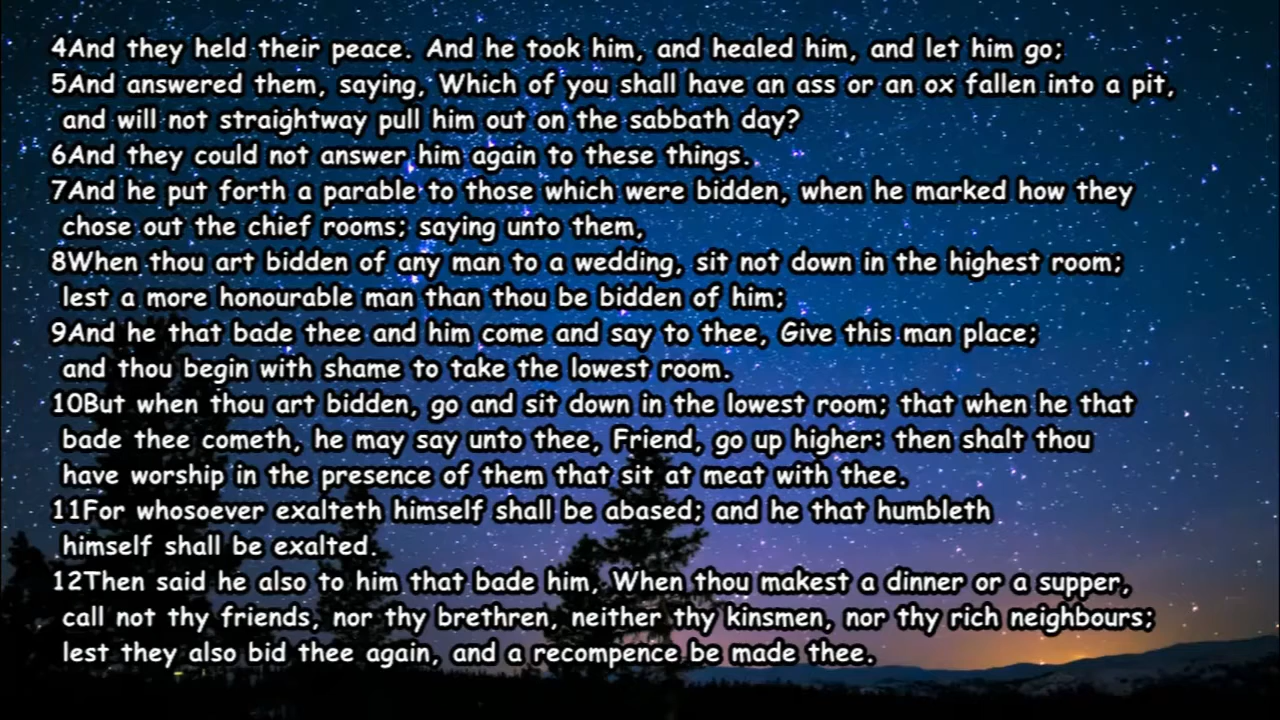 4And they held their peace. And he took him, and healed him, and let him go;
5And answered them, saying, Which of you shall have an ass or an ox fallen into a pit,
and will not straightway pull him out on the sabbath day?
6And they could not answer him again to these things.
7And he put forth a parable to those which were bidden, when he marked how they
chose out the chief rooms; saying unto them,
8When thou art bidden of any man to a wedding, sit not down in the highest room;
lest a more honourable man than thou be bidden of him;
9And he that bade thee and him come and say to thee, Give this man place;
and thou begin with shame to take the lowest room.
10But when thou art bidden, go and sit down in the lowest room; that when he that
bade thee cometh, he may say unto thee, Friend, go up higher: then shalt thou
have worship in the presence of them that sit at meat with thee.
11For whosoever exalteth himself shall be abased; and he that humbleth
himself shall be exalted.
12Then said he also to him that bade him, When thou makest a dinner or a supper,
call not thy friends, nor thy brethren, neither thy kinsmen, nor thy rich neighbours;
lest they also bid thee again, and a recompence be made thee.